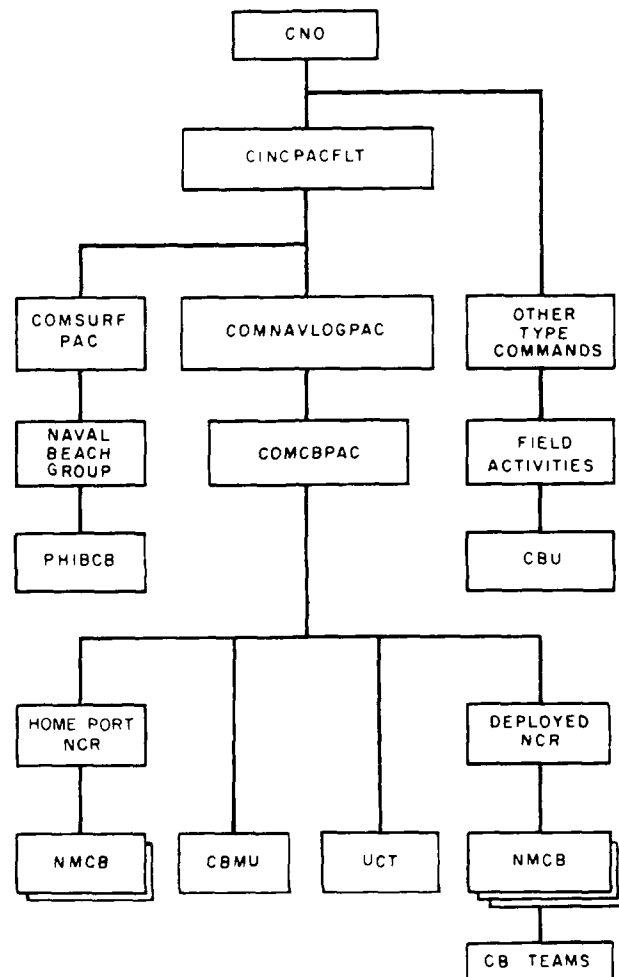 CNO
CINCPACFLT
COMSURF
PAC
COMNAVLOGPAC
OTHER
TYPE
COMMANDS
NAVAL
BEACH
GROUP
COMCBPAC
FIELD
ACTIVITIES
PHIBCB
CBU
HOME PORT
NCR
DEPLOYED
NCR
NMCB
CBMU
UCT
NMCB
CB TEAMS